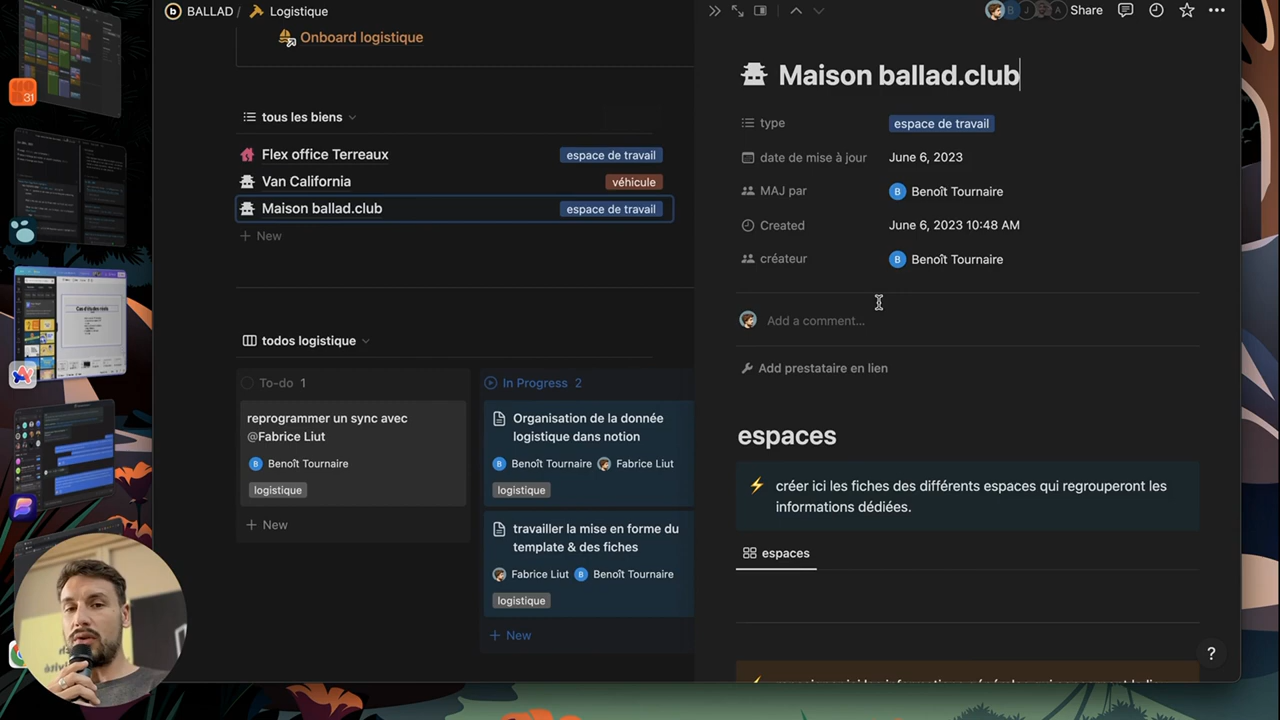 BALLAD / Logistique
Onboard logistique
tous les biens
Flex office Terreaux espace de travail
Van California véhicule
Maison ballad.club espace de travail
+ New
todos logistique
To-do 1
reprogrammer un sync avec
@Fabrice Liut
B Benoît Tournaire
logistique
+ New
In Progress 2
Organisation de la donnée
logistique dans notion
B Benoît Tournaire Fabrice Liut
logistique
travailler la mise en forme du
template & des fiches
Fabrice Liut B Benoît Tournaire
logistique
+ New
Share
Maison ballad.club
type espace de travail
date de mise à jour June 6, 2023
MAJ par B Benoît Tournaire
Created June 6, 2023 10:48 AM
créateur B Benoît Tournaire
Add a comment...
Add prestataire en lien
espaces
créer ici les fiches des différents espaces qui regrouperont les
informations dédiées.
espaces
?
31